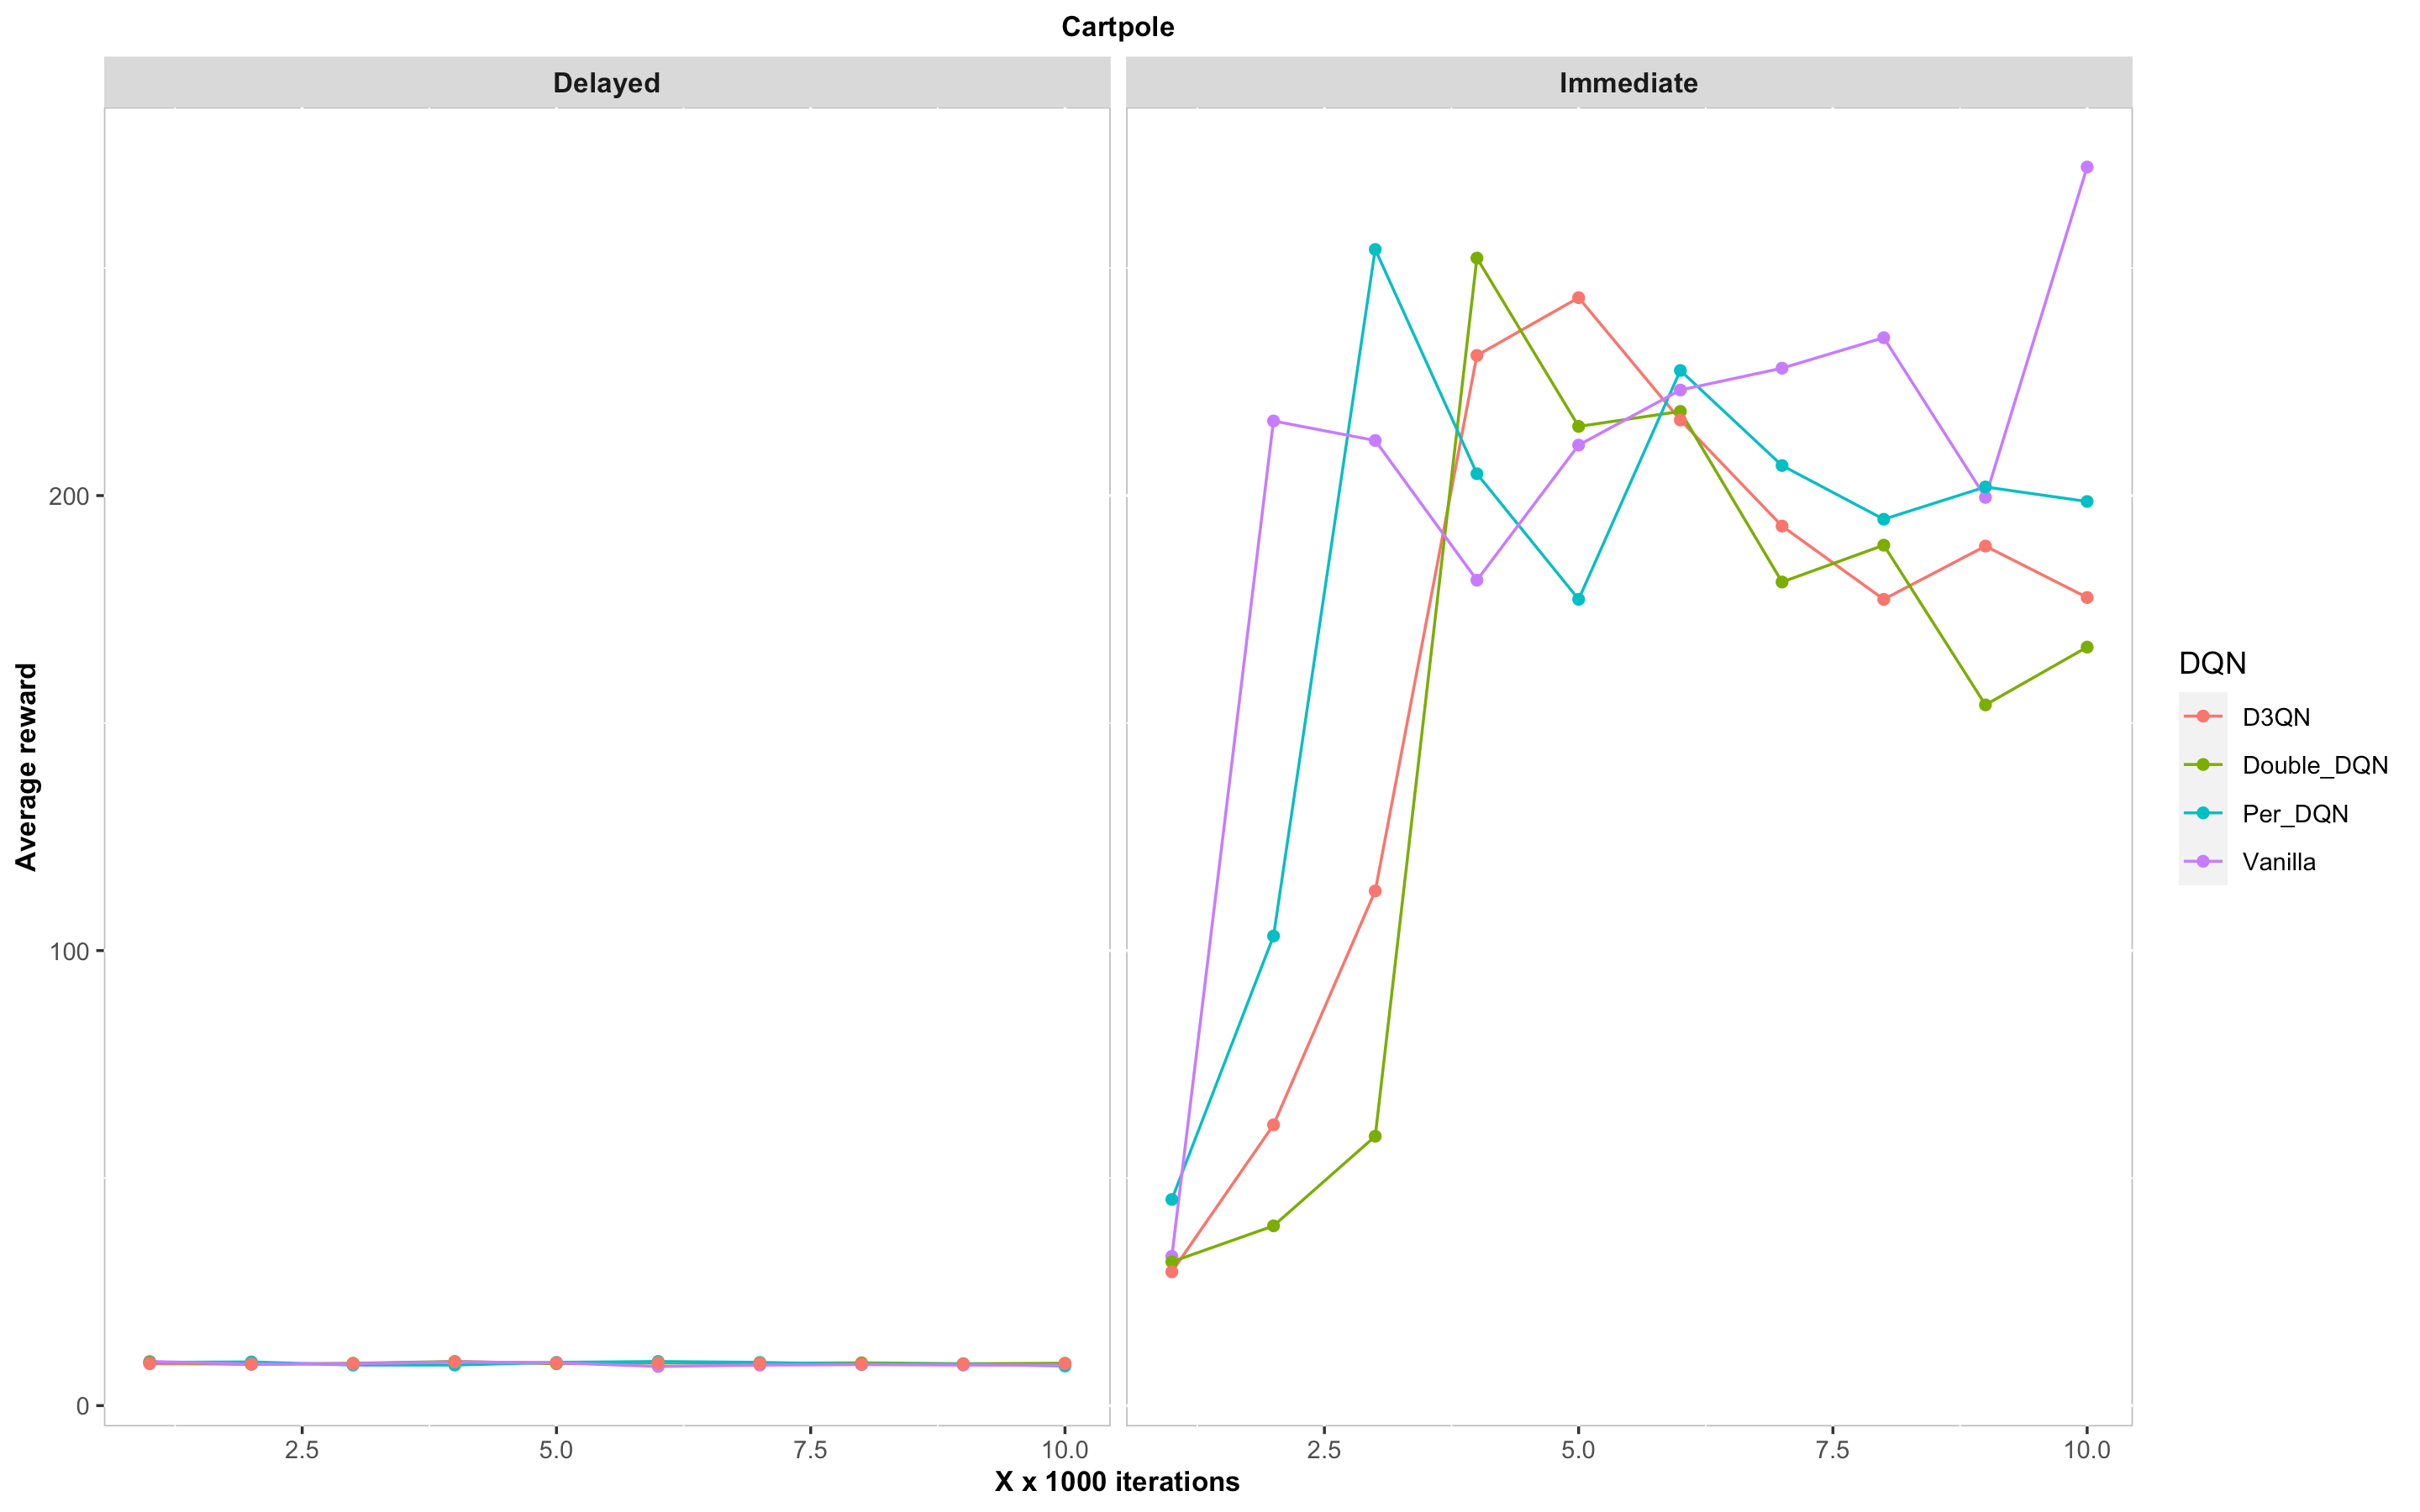 Cartpole
Delayed
Immediate
Average reward
200
100
0
2.5
5.0
7.5
10.0
2.5
5.0
7.5
10.0
X x 1000 iterations
DQN
D3QN
Double_DQN
Per_DQN
Vanilla